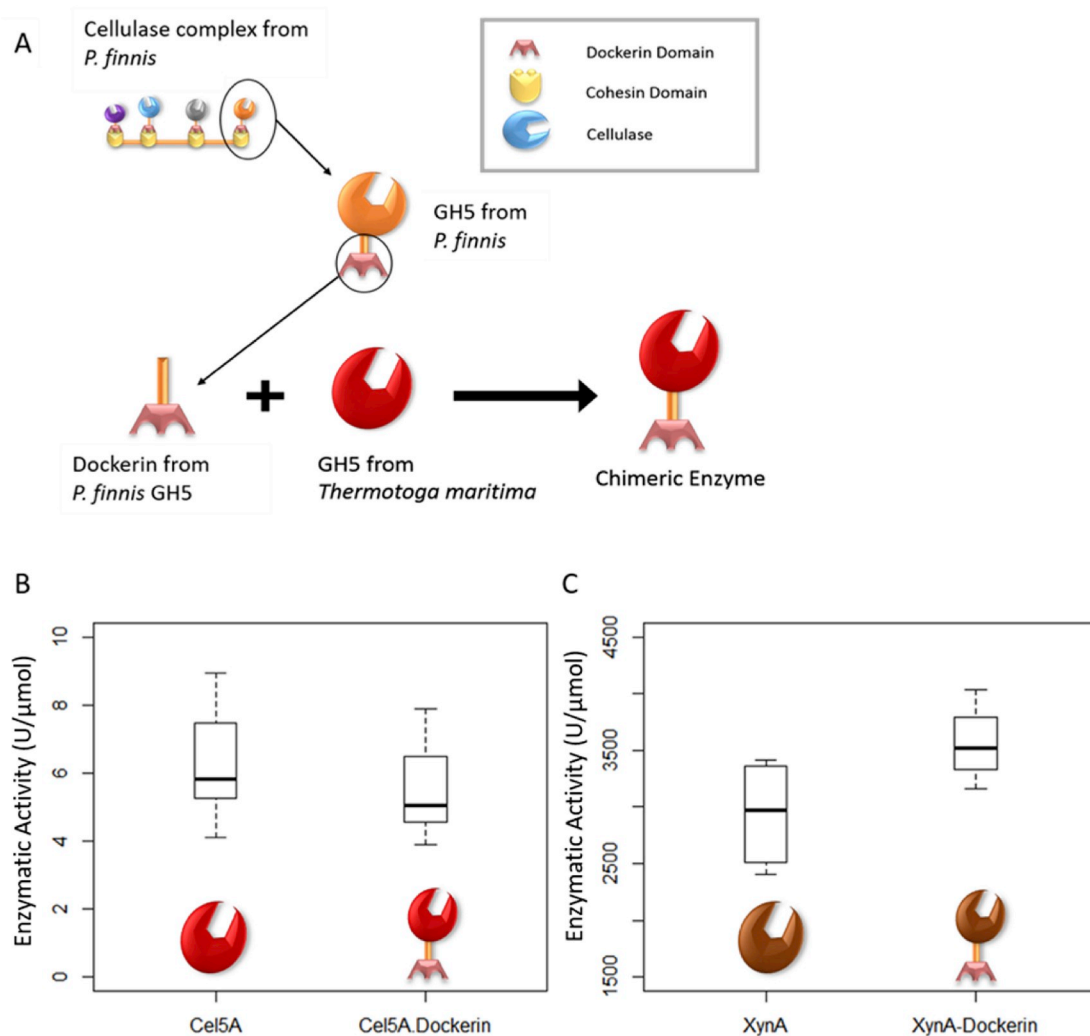 A
Cellulase complex from
P. finnis
Dockerin Domain
Cohesin Domain
Cellulase
GH5 from
P. finnis
Dockerin from
P. finnis GH5
GH5 from
Thermotoga maritima
Chimeric Enzyme
B
Enzymatic Activity (U/μmol)
10
8
6
4
2
0
Cel5A
Cel5A.Dockerin
C
Enzymatic Activity (U/μmol)
4500
3500
2500
1500
XynA
XynA-Dockerin